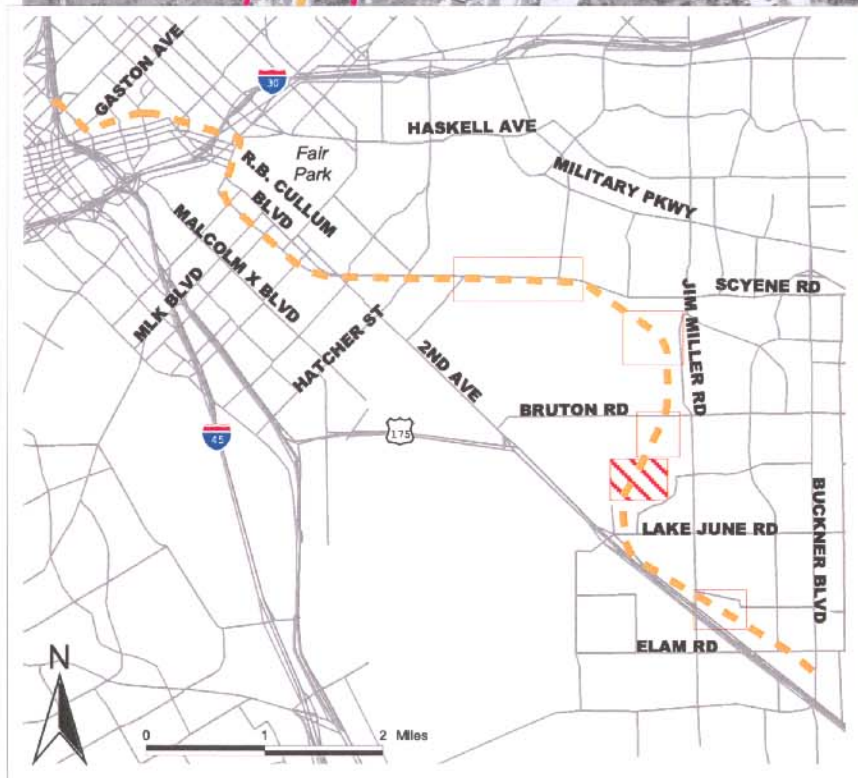 GASTON AVE
30
HASKELL AVE
Fair
Park
R.B. CULLUM
BLVD
MILITARY PKWY
MALCOLM X BLVD
MLK BLVD
SCYENE RD
JIM MILLER RD
HATCHER ST
2ND AVE
BRUTON RD
175
45
LAKE JUNE RD
BUCKNER BLVD
ELAM RD
N
0 1 2 Miles